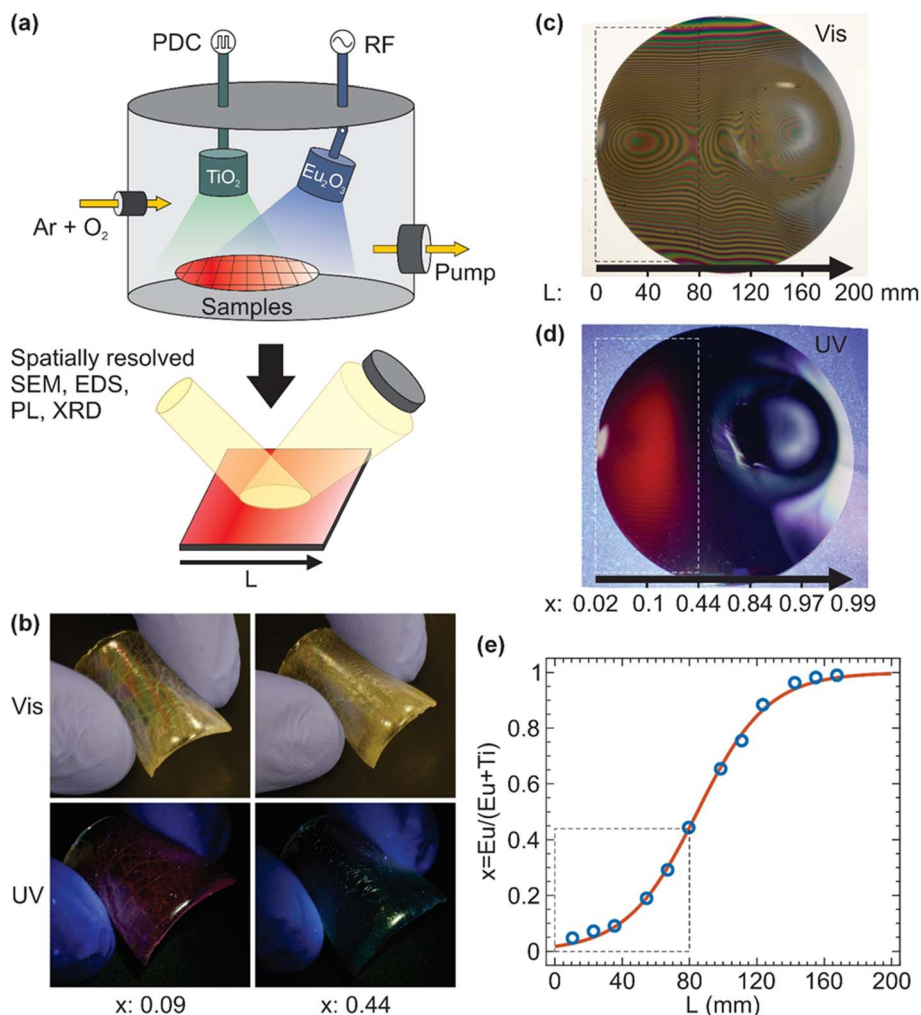 (a)
PDC
RF
TiO₂
Eu₂O₃
Ar + O₂
Pump
Samples
Spatially resolved
SEM, EDS,
PL, XRD
L
(b)
Vis
UV
x: 0.09
x: 0.44
(c)
Vis
L: 0 40 80 120 160 200 mm
(d)
UV
x: 0.02 0.1 0.44 0.84 0.97 0.99
(e)
x=Eu/(Eu+Ti)
1
0.8
0.6
0.4
0.2
0
0 40 80 120 160 200
L (mm)